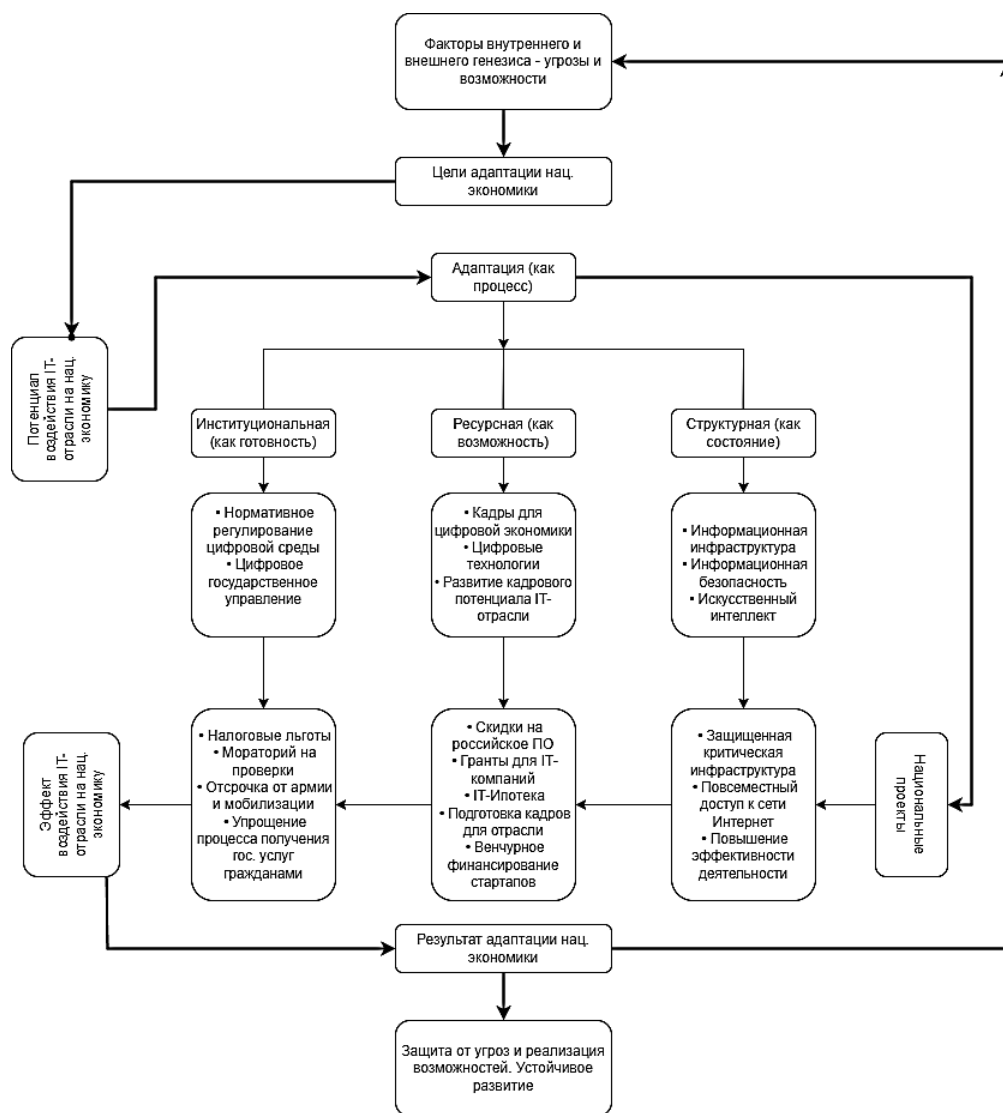 Факторы внутреннего и
внешнего генезиса - угрозы и
возможности
Цели адаптации нац.
экономики
Адаптация (как
процесс)
Потенциал
воздействия IT-
отрасли на нац.
экономику
Институциональная
(как готовность)
Ресурсная (как
возможность)
Структурная (как
состояние)
• Нормативное
регулирование
цифровой среды
• Цифровое
государственное
управление
• Кадры для
цифровой экономики
• Цифровые
технологии
• Развитие кадрового
потенциала IT-
отрасли
• Информационная
инфраструктура
• Информационная
безопасность
• Искусственный
интеллект
Эффект
воздействия IT-
отрасли на нац.
экономику
• Налоговые льготы
• Мораторий на
проверки
• Отсрочка от армии
и мобилизации
• Упрощение
процесса получения
гос. услуг
гражданами
• Скидки на
российское ПО
• Гранты для IT-
компаний
• IT-Ипотека
• Подготовка кадров
для отрасли
• Венчурное
финансирование
стартапов
• Защищенная
критическая
инфраструктура
• Повсеместный
доступ к сети
Интернет
• Повышение
эффективности
деятельности
Национальные
проекты
Результат адаптации нац.
экономики
Защита от угроз и реализация
возможностей. Устойчивое
развитие